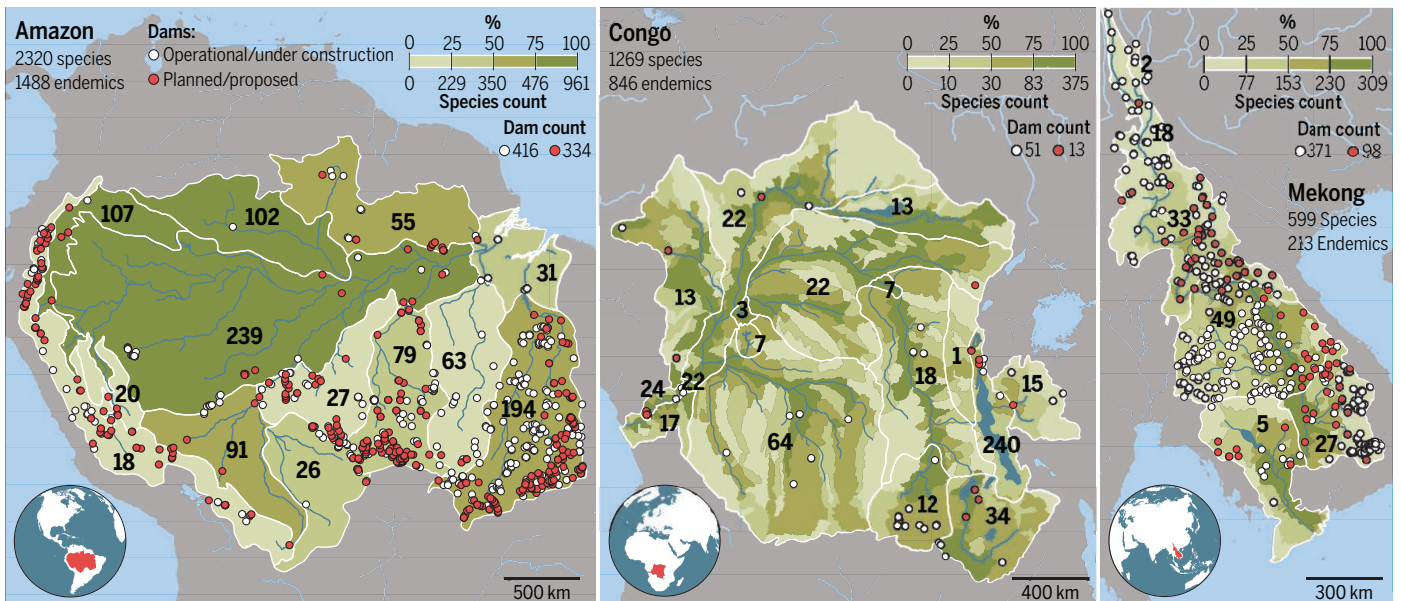 Amazon
2320 species
1488 endemics
Dams:
Operational/under construction
Planned/proposed
%
0 25 50 75 100
0 229 350 476 961
Species count
Dam count
416 334
107
102
55
31
239
79
63
20
27
194
91
18
26
500 km
Congo
1269 species
846 endemics
%
0 25 50 75 100
0 10 30 83 375
Species count
Dam count
51 13
22
13
13
22
7
3
7
1
18
24
22
15
17
64
240
12
34
400 km
%
0 25 50 75 100
0 77 153 230 309
Species count
Dam count
371 98
Mekong
599 Species
213 Endemics
2
18
33
49
5
27
300 km